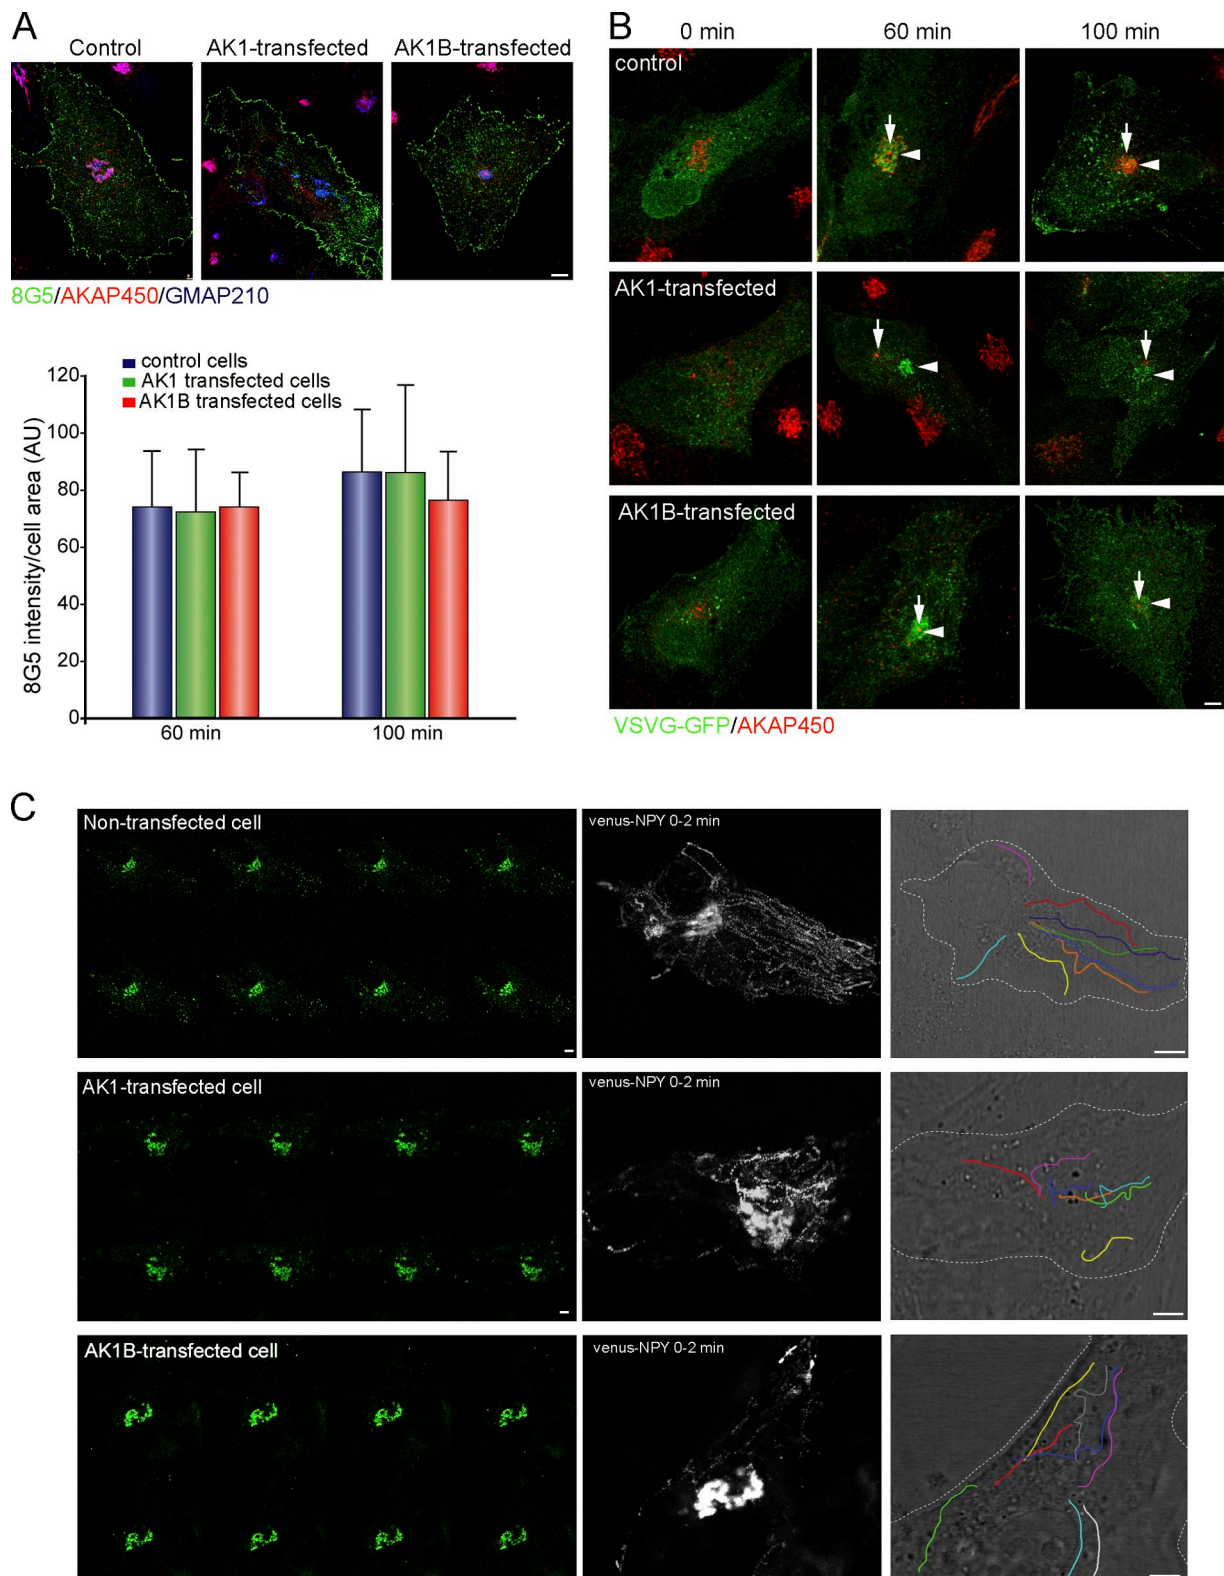 A
Control
AK1-transfected
AK1B-transfected
8G5/AKAP450/GMAP210
control cells
AK1 transfected cells
AK1B transfected cells
8G5 intensity/cell area (AU)
120
100
80
60
40
20
0
60 min
100 min
B
0 min
60 min
100 min
control
AK1-transfected
AK1B-transfected
VSVG-GFP/AKAP450
C
Non-transfected cell
venus-NPY 0-2 min
AK1-transfected cell
venus-NPY 0-2 min
AK1B-transfected cell
venus-NPY 0-2 min